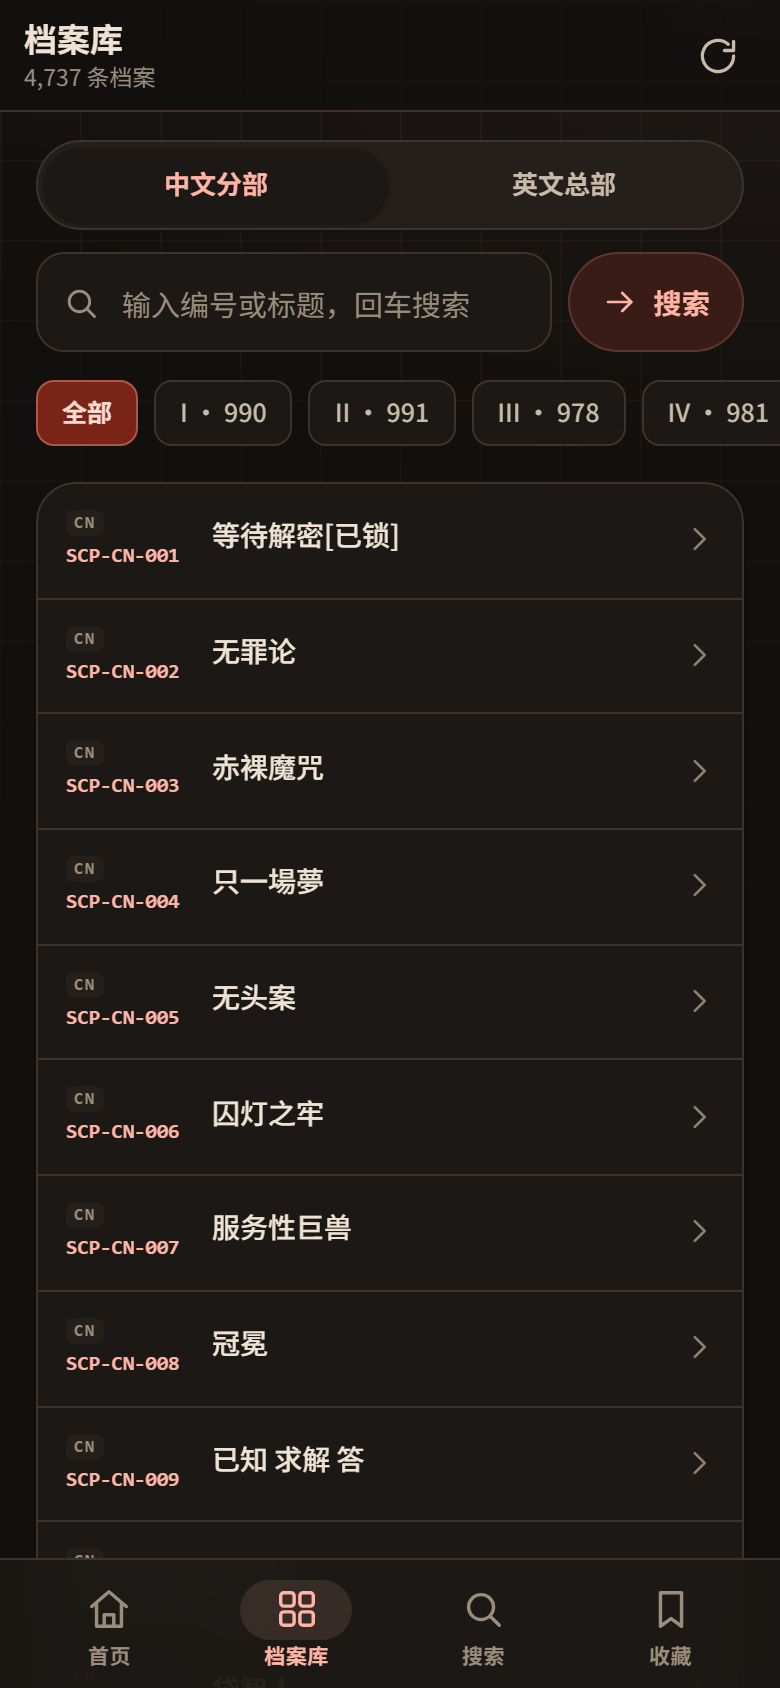 档案库
4,737 条档案
中文分部
英文总部
输入编号或标题，回车搜索
搜索
全部
I · 990
II · 991
III · 978
IV · 981
CN
SCP-CN-001
等待解密[已锁]
CN
SCP-CN-002
无罪论
CN
SCP-CN-003
赤裸魔咒
CN
SCP-CN-004
只一場夢
CN
SCP-CN-005
无头案
CN
SCP-CN-006
囚灯之牢
CN
SCP-CN-007
服务性巨兽
CN
SCP-CN-008
冠冕
CN
SCP-CN-009
已知 求解 答
首页
档案库
搜索
收藏